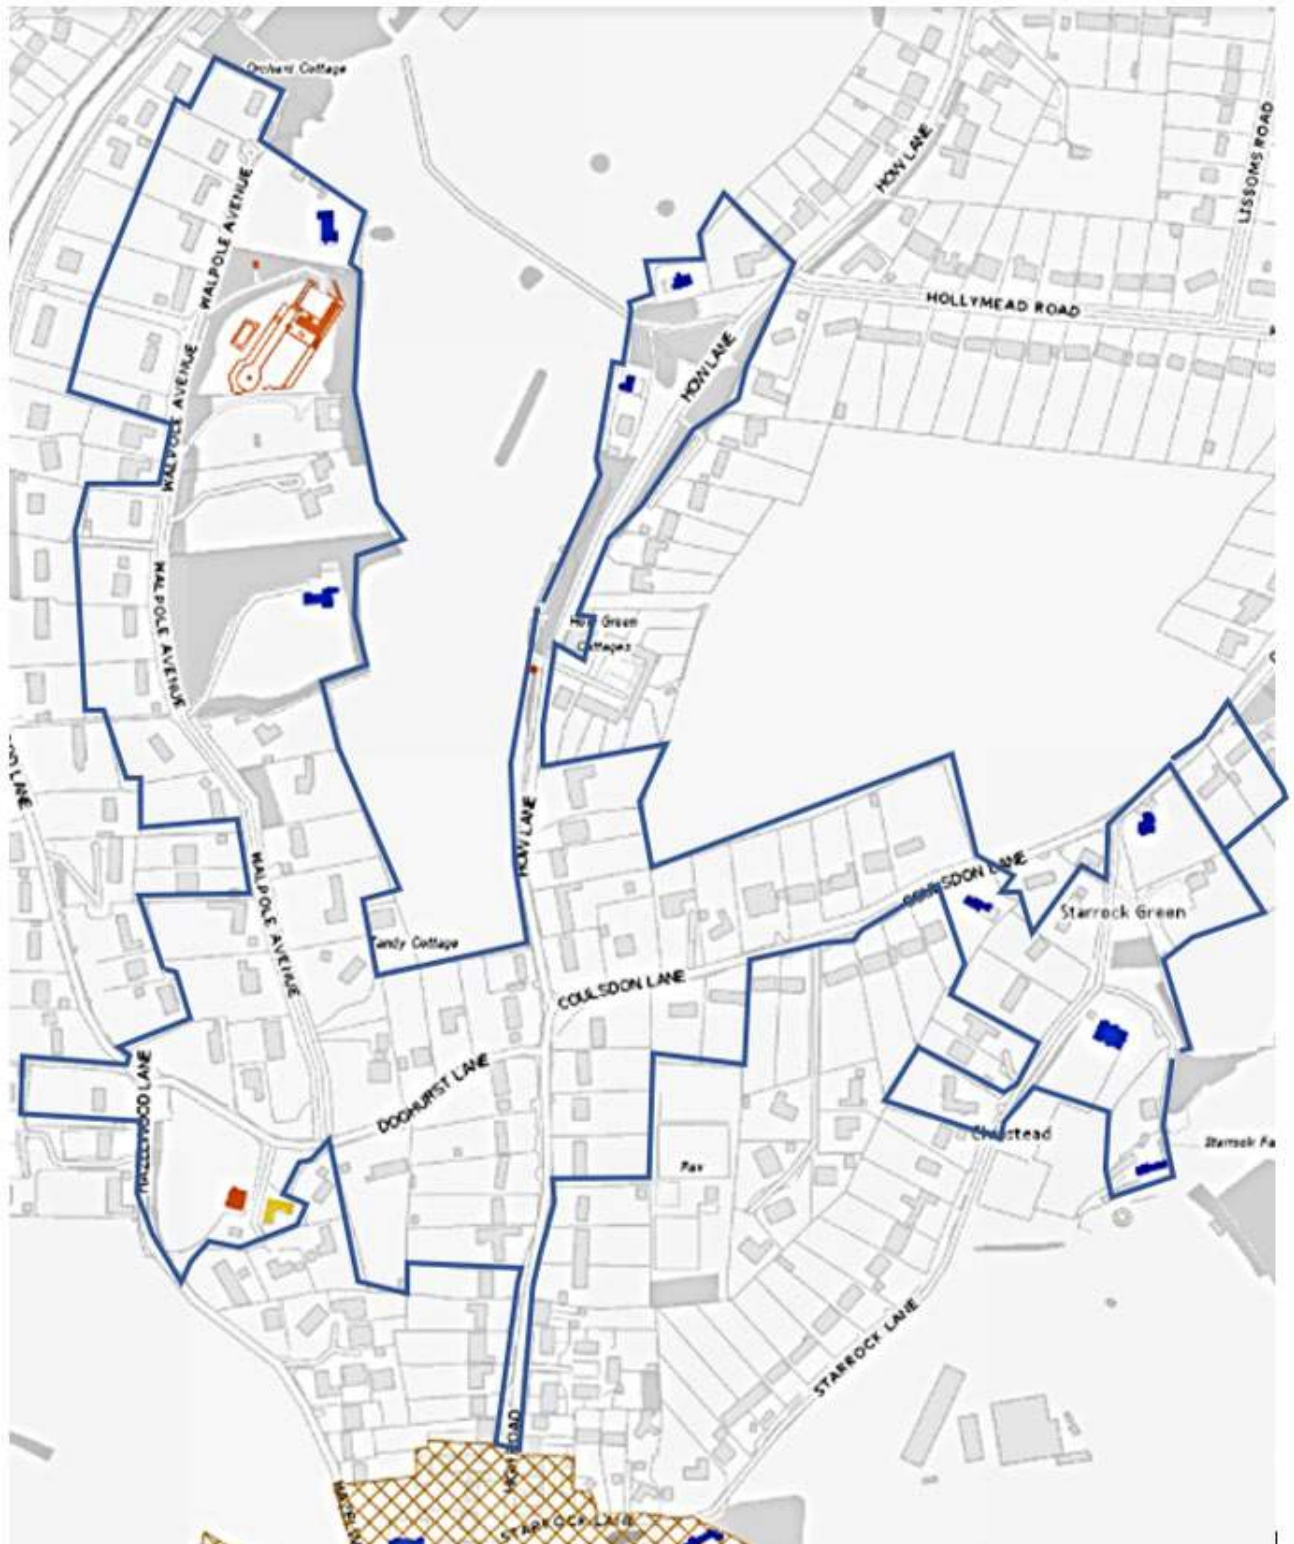 Orchard Cottage
HOW LANE
LISSOMS ROAD
WALPOLE AVENUE
HOLLYMEAD ROAD
HOW LANE
WALPOLE AVENUE
How Green
Cottages
WALPOLE AVENUE
HOW LANE
COULSDON LANE
WALPOLE AVENUE
Starrock Green
Tandy Cottage
COULSDON LANE
DOGHURST LANE
HAZELWOOD LANE
Chipstead
Pav
STARROCK LANE
HIGH ROAD
STARROCK LANE